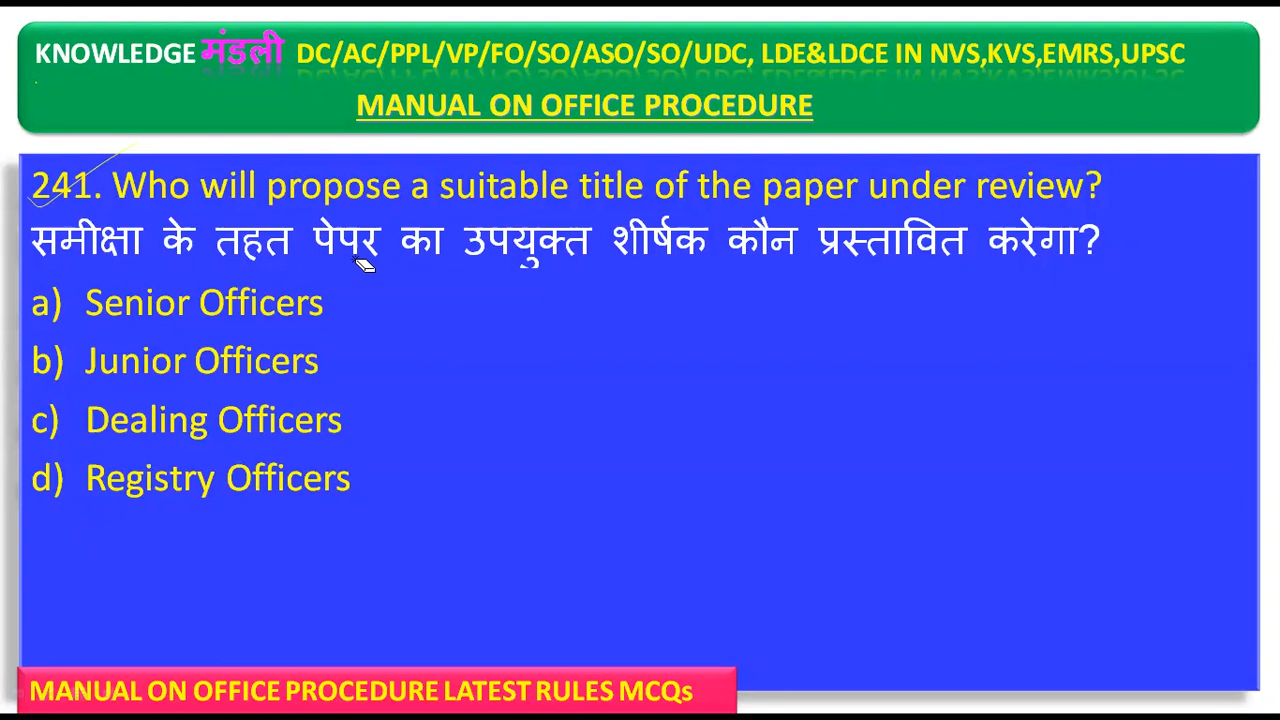 KNOWLEDGE मंडली DC/AC/PPL/VP/FO/SO/ASO/SO/UDC, LDE&LDCE IN NVS,KVS,EMRS,UPSC
MANUAL ON OFFICE PROCEDURE
241. Who will propose a suitable title of the paper under review?
समीक्षा के तहत पेपर का उपयुक्त शीर्षक कौन प्रस्तावित करेगा?
a) Senior Officers
b) Junior Officers
c) Dealing Officers
d) Registry Officers
MANUAL ON OFFICE PROCEDURE LATEST RULES MCQs